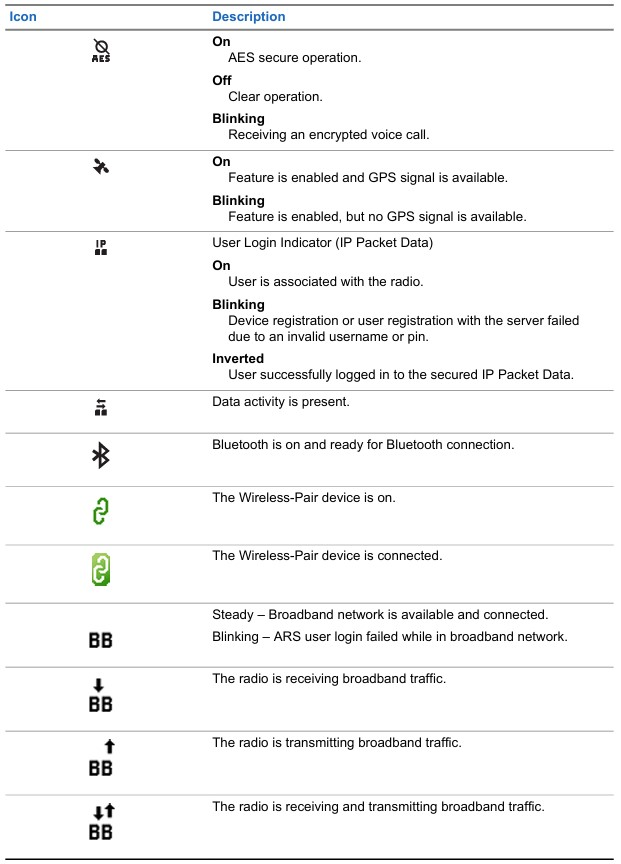 Icon Description
AES
On
AES secure operation.
Off
Clear operation.
Blinking
Receiving an encrypted voice call.
On
Feature is enabled and GPS signal is available.
Blinking
Feature is enabled, but no GPS signal is available.
IP
User Login Indicator (IP Packet Data)
On
User is associated with the radio.
Blinking
Device registration or user registration with the server failed
due to an invalid username or pin.
Inverted
User successfully logged in to the secured IP Packet Data.
Data activity is present.
Bluetooth is on and ready for Bluetooth connection.
The Wireless-Pair device is on.
The Wireless-Pair device is connected.
Steady – Broadband network is available and connected.
BB
Blinking – ARS user login failed while in broadband network.
The radio is receiving broadband traffic.
BB
The radio is transmitting broadband traffic.
BB
The radio is receiving and transmitting broadband traffic.
BB